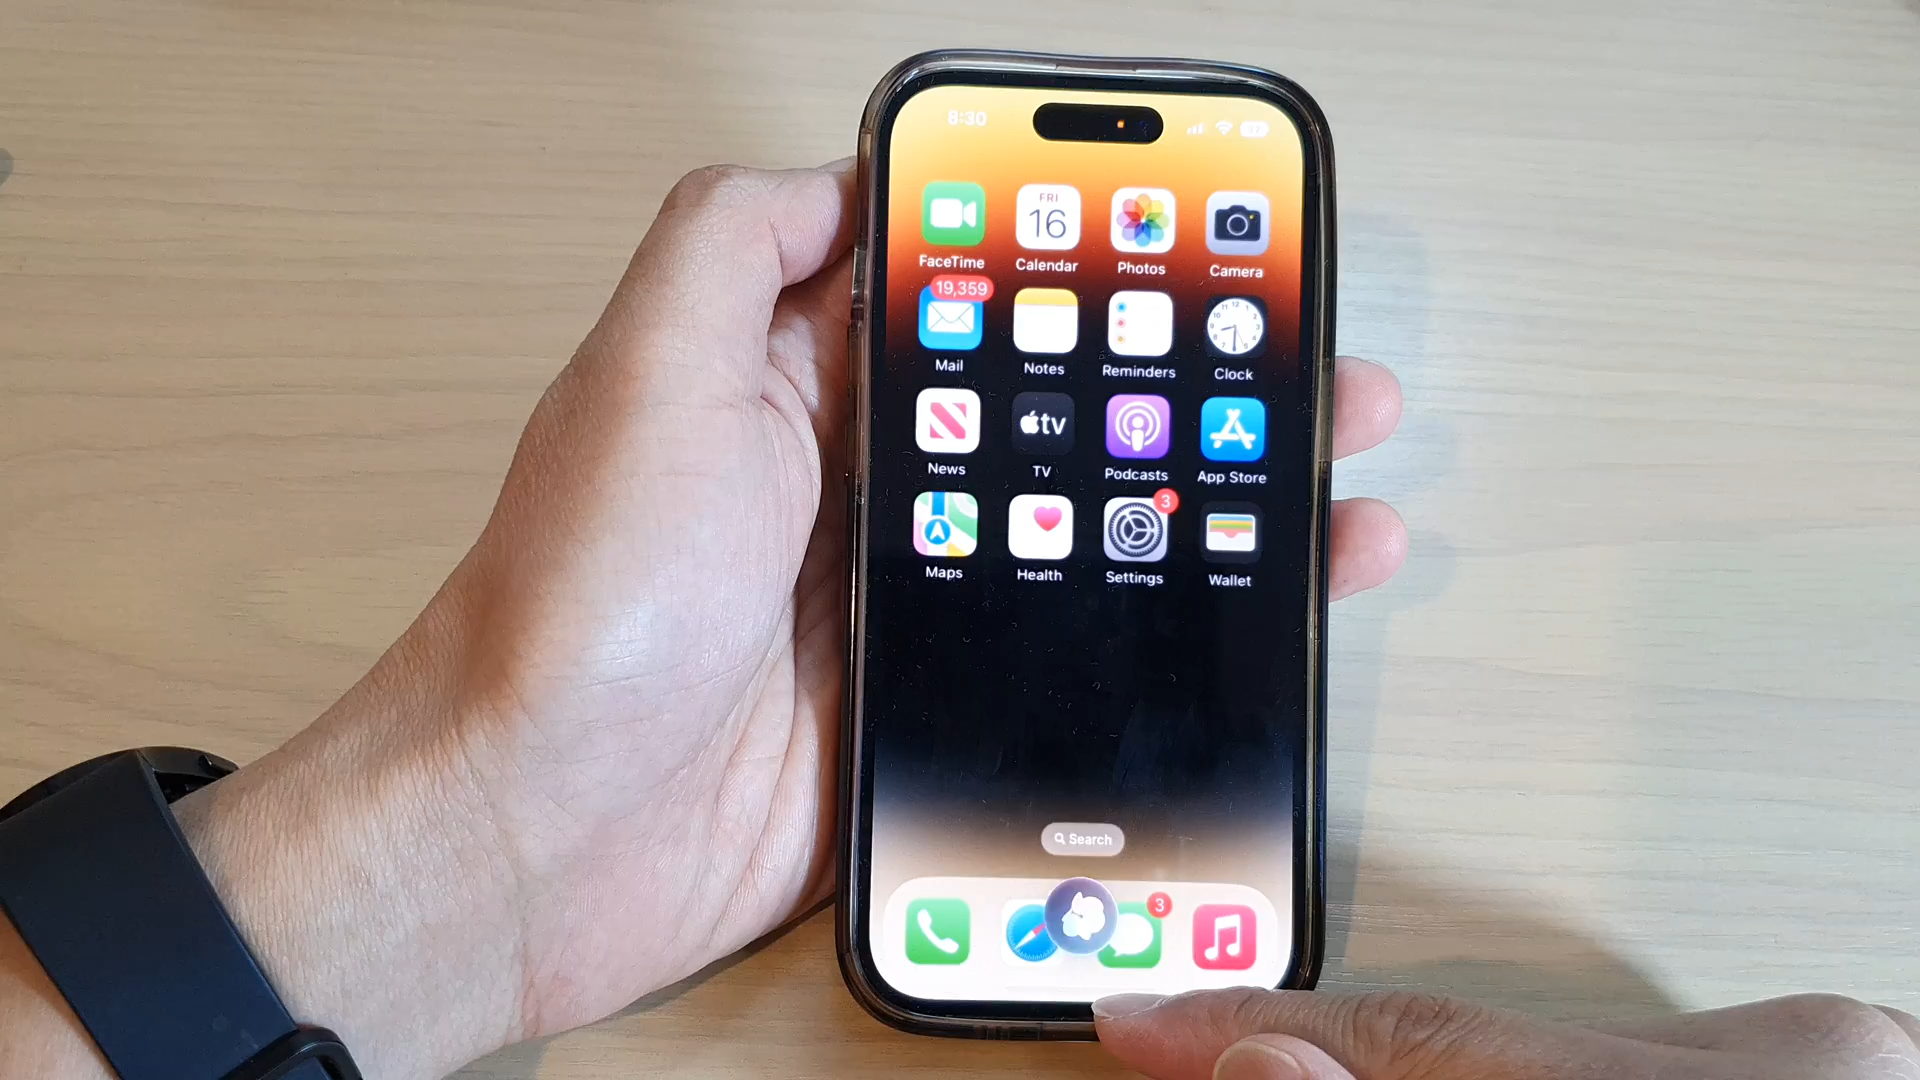 8:30
FaceTime
FRI
16
Calendar
Photos
Camera
19,359
Mail
Notes
Reminders
Clock
News
tv
TV
Podcasts
App Store
Maps
Health
3
Settings
Wallet
Search
3